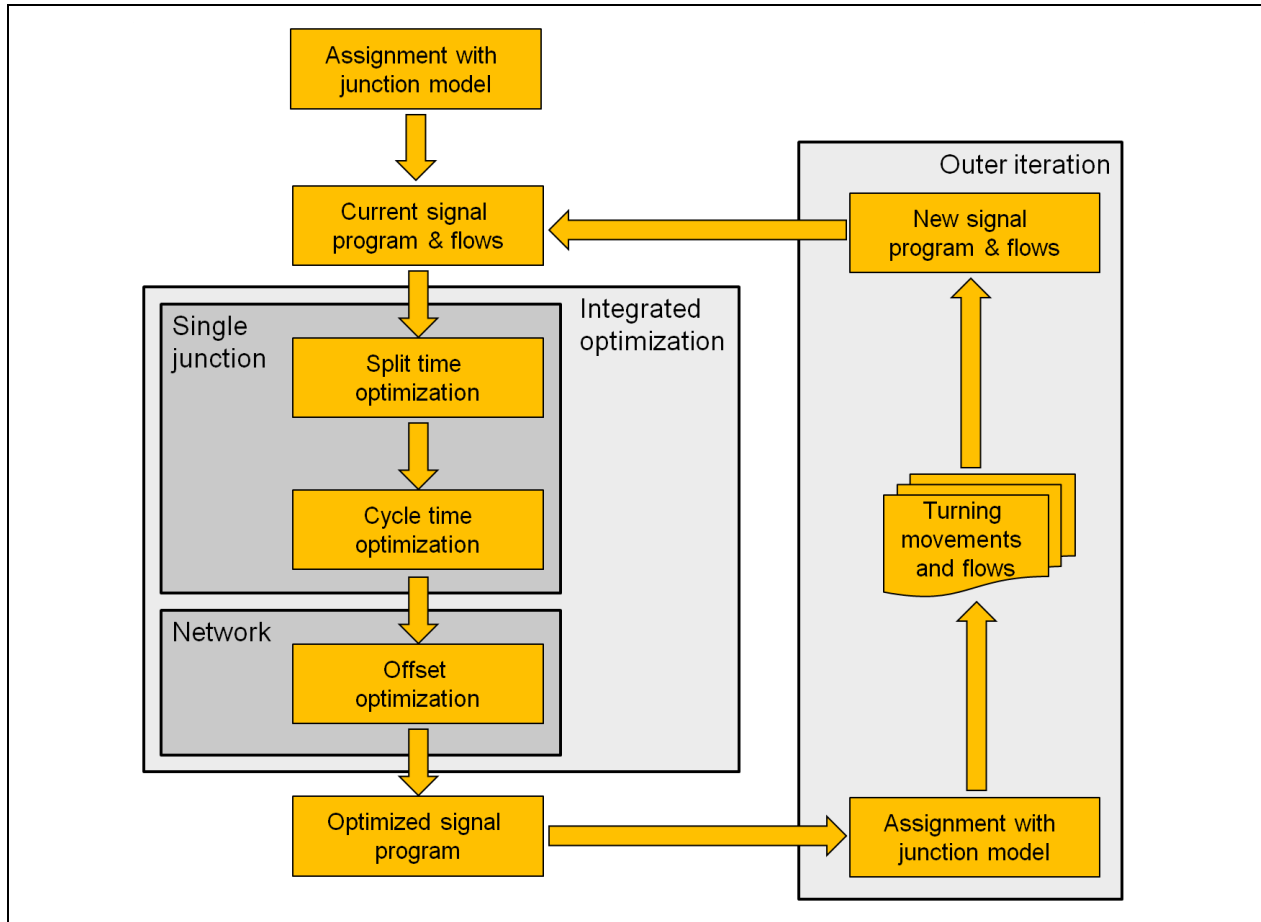 Assignment with
junction model
Current signal
program & flows
Integrated
optimization
Single
junction
Split time
optimization
Cycle time
optimization
Network
Offset
optimization
Optimized signal
program
Outer iteration
New signal
program & flows
Turning
movements
and flows
Assignment with
junction model